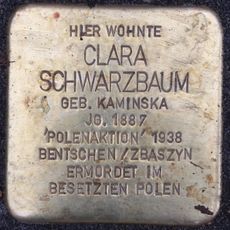 HIER WOHNTE
CLARA
SCHWARZBAUM
GEB. KAMINSKA
JG. 1887
'POLENAKTION' 1938
BENTSCHEN / ZBASZYN
ERMORDET IM
BESETZTEN POLEN